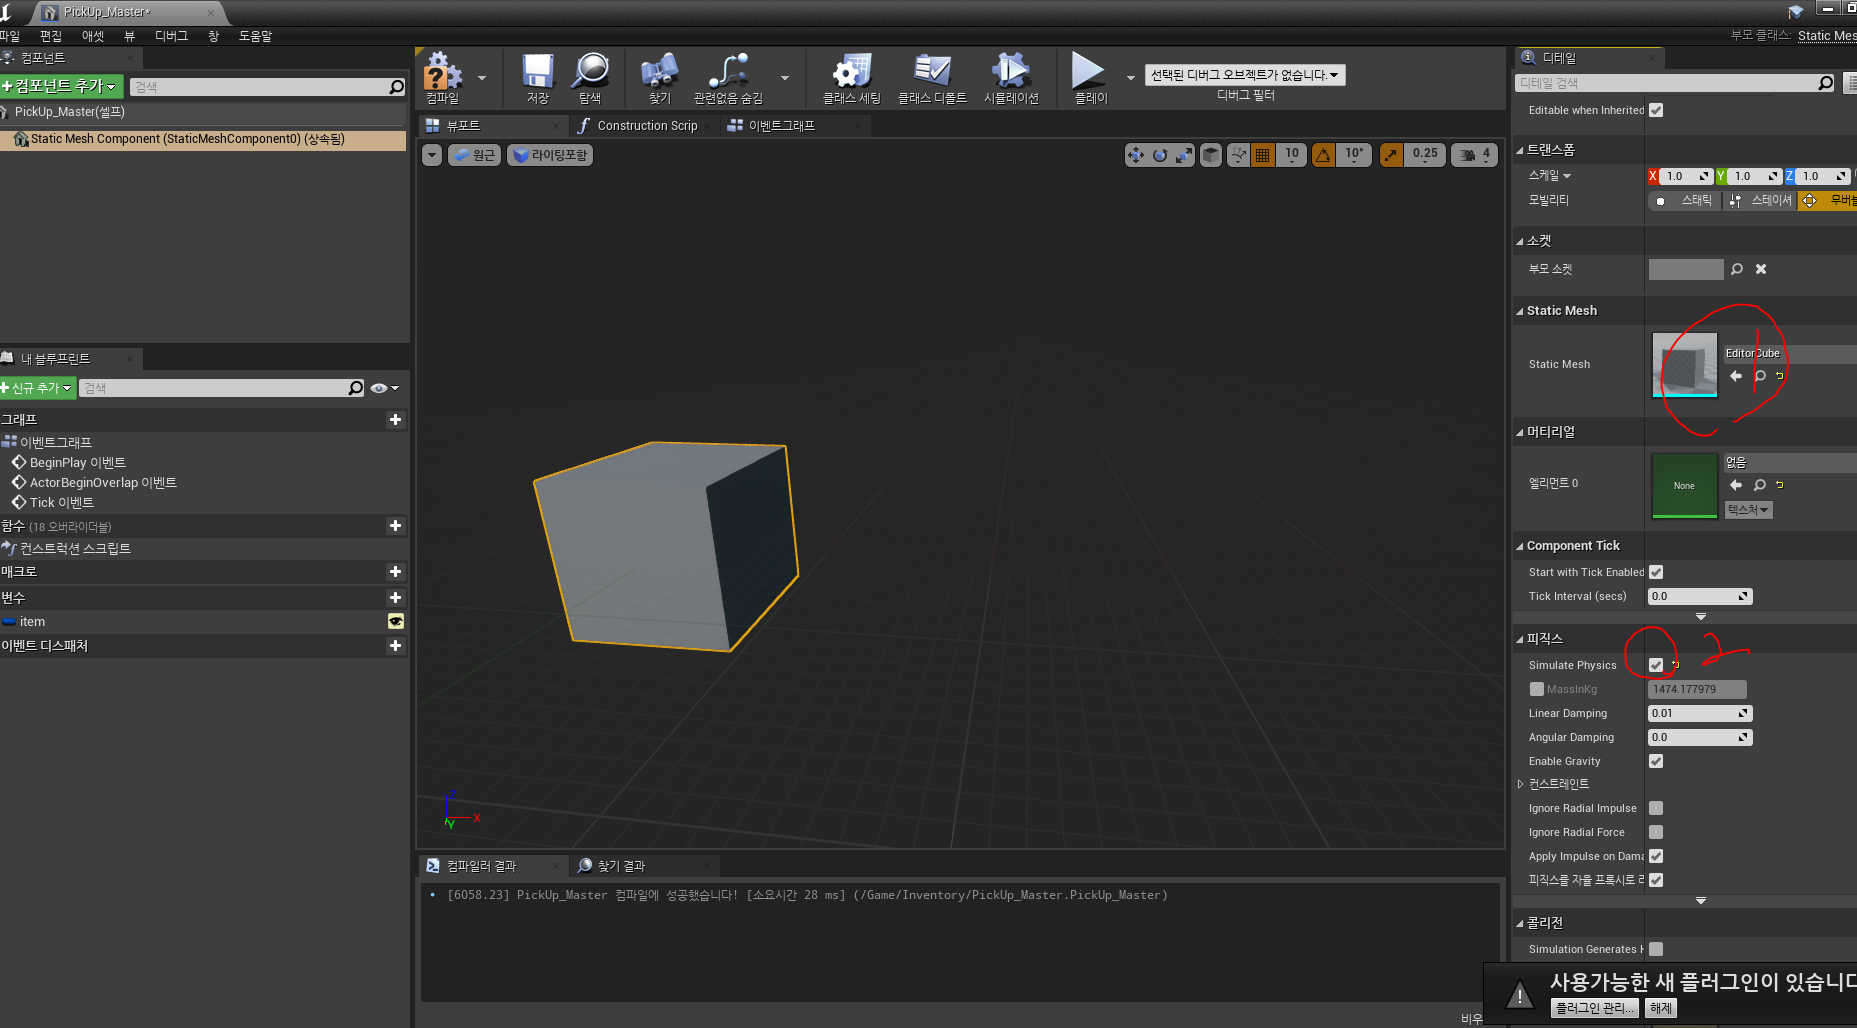 PickUp_Master*
파일 편집 애셋 뷰 디버그 창 도움말
부모 클래스: Static Mes
컴포넌트
+컴포넌트 추가
검색
PickUp_Master(셀프)
Static Mesh Component (StaticMeshComponent0) (상속됨)
컴파일
저장
탐색
찾기
관련없음 숨김
클래스 세팅
클래스 디폴트
시뮬레이션
플레이
선택된 디버그 오브젝트가 없습니다.
디버그 필터
뷰포트
Construction Scrip
이벤트그래프
원근
라이팅포함
10
10°
0.25
4
X
Y
Z
내 블루프린트
+신규 추가
검색
그래프
이벤트그래프
BeginPlay 이벤트
ActorBeginOverlap 이벤트
Tick 이벤트
함수 (18 오버라이더블)
컨스트럭션 스크립트
매크로
변수
item
이벤트 디스패처
컴파일러 결과
찾기 결과
[6058.23] PickUp_Master 컴파일에 성공했습니다! [소요시간 28 ms] (/Game/Inventory/PickUp_Master.PickUp_Master)
비우
디테일
디테일 검색
Editable when Inherited
트랜스폼
스케일 X 1.0 Y 1.0 Z 1.0
모빌리티 스태틱 스테이셔 무버블
소켓
부모 소켓
Static Mesh
Static Mesh
EditorCube
1
머티리얼
엘리먼트 0
None
없음
텍스처
Component Tick
Start with Tick Enabled
Tick Interval (secs) 0.0
피직스
Simulate Physics
2
MassInKg 1474.177979
Linear Damping 0.01
Angular Damping 0.0
Enable Gravity
컨스트레인트
Ignore Radial Impulse
Ignore Radial Force
Apply Impulse on Dama
피직스를 자율 프록시로 리
콜리전
Simulation Generates H
사용가능한 새 플러그인이 있습니다
플러그인 관리...
해제